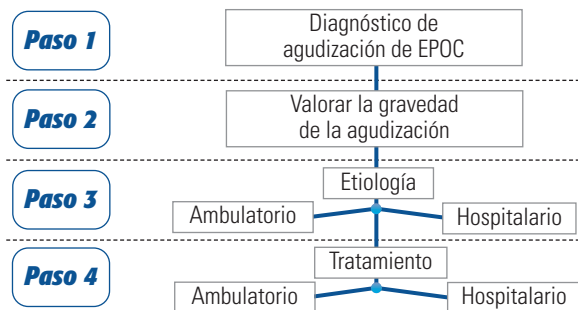 Paso 1
Diagnóstico de
agudización de EPOC
Paso 2
Valorar la gravedad
de la agudización
Paso 3
Etiología
Ambulatorio
Hospitalario
Paso 4
Tratamiento
Ambulatorio
Hospitalario